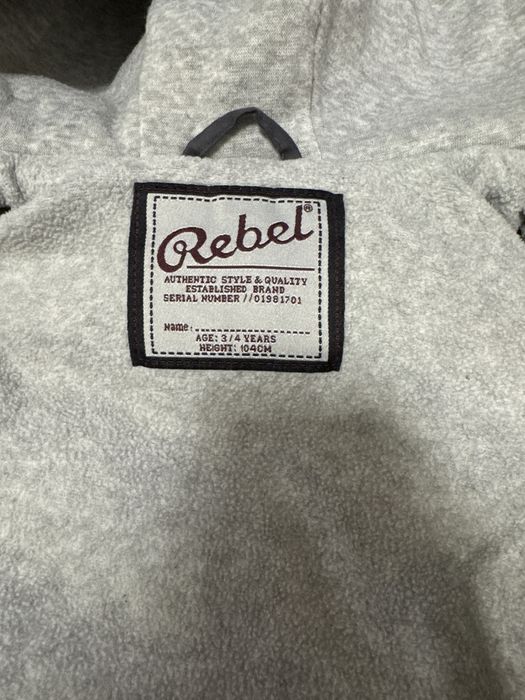 Rebel®
AUTHENTIC STYLE & QUALITY
ESTABLISHED BRAND
SERIAL NUMBER //01981701
Name:
AGE: 3/4 YEARS
HEIGHT: 104CM